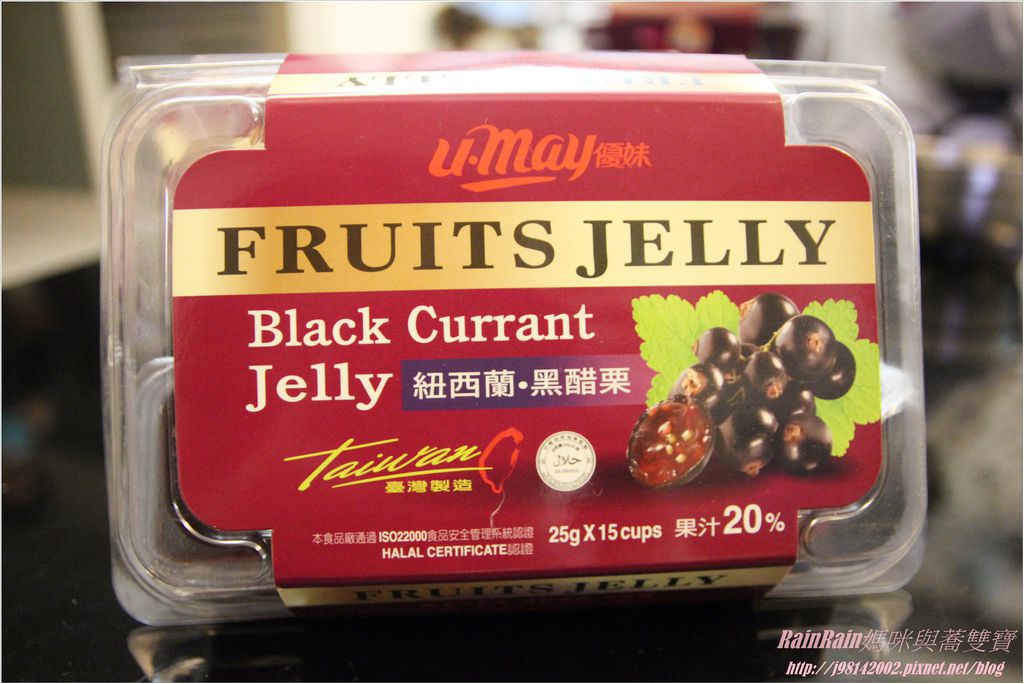 u·may優妹
FRUITS JELLY
Black Currant
Jelly 紐西蘭·黑醋栗
Taiwan
臺灣製造
حلال
本食品廠通過ISO22000食品安全管理系統認證
HALAL CERTIFICATE認證
25g X 15 cups 果汁20%
FRUITS JELLY
RainRain媽咪與蕎雙寶
http://j98142002.pixnet.net/blog